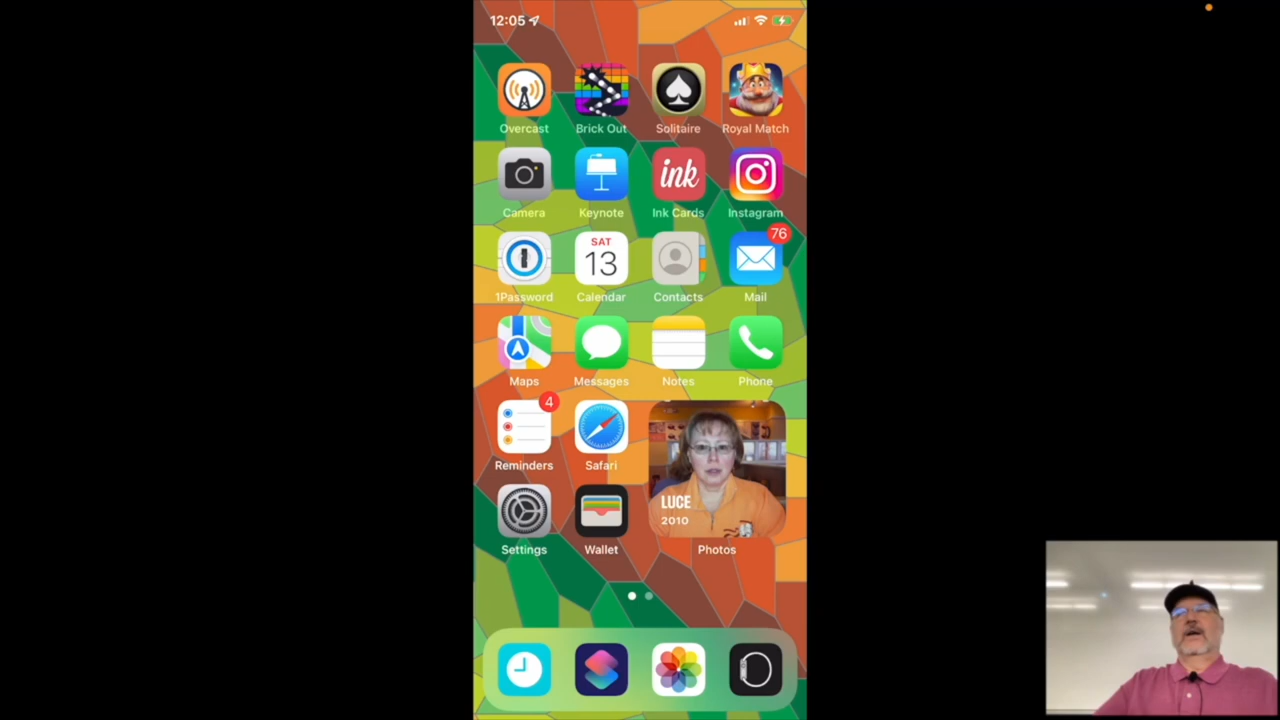 12:05
Overcast
Brick Out
Solitaire
Royal Match
ink
Camera
Keynote
Ink Cards
Instagram
76
SAT
13
1Password
Calendar
Contacts
Mail
Maps
Messages
Notes
Phone
4
Reminders
Safari
LUCE
2010
Settings
Wallet
Photos